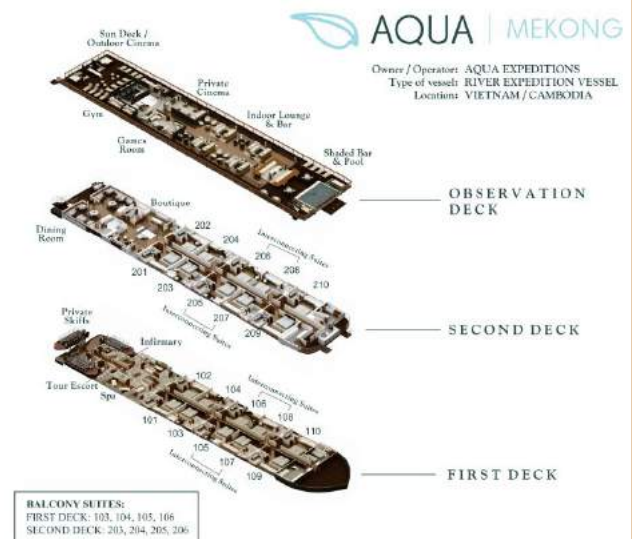 AQUA | MEKONG
Owner / Operator: AQUA EXPEDITIONS
Type of vessel: RIVER EXPEDITION VESSEL
Location: VIETNAM / CAMBODIA
Sun Deck /
Outdoor Cinema
Private
Cinema
Indoor Lounge
& Bar
Shaded Bar
& Pool
Gym
Games
Room
OBSERVATION
DECK
Boutique
Dining
Room
202
204
206
208
210
Interconnecting Suites
201
203
205
207
209
Interconnecting Suites
SECOND DECK
Private
Skiffs
Infirmary
Tour Escort
Spa
102
104
106
108
110
Interconnecting Suites
101
103
105
107
109
Interconnecting Suites
FIRST DECK
BALCONY SUITES:
FIRST DECK: 103, 104, 105, 106
SECOND DECK: 203, 204, 205, 206